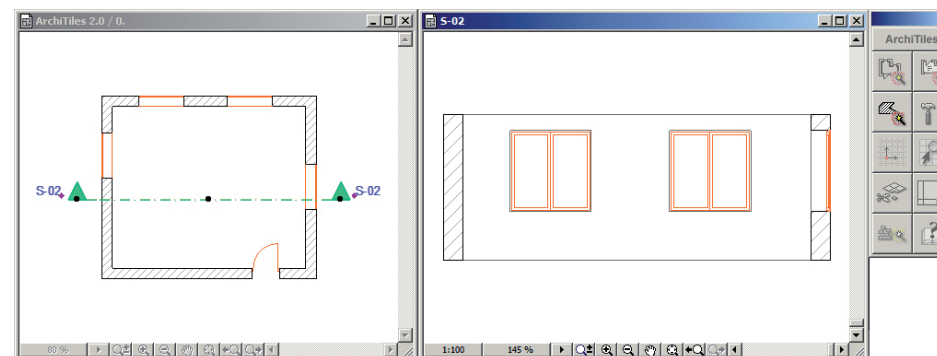 ArchiTiles 2.0 / 0.
S-02
ArchiTiles
S-02
S-02
80 %
1:100
145 %